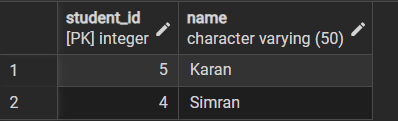 student_id name
[PK] integer character varying (50)
1 5 Karan
2 4 Simran